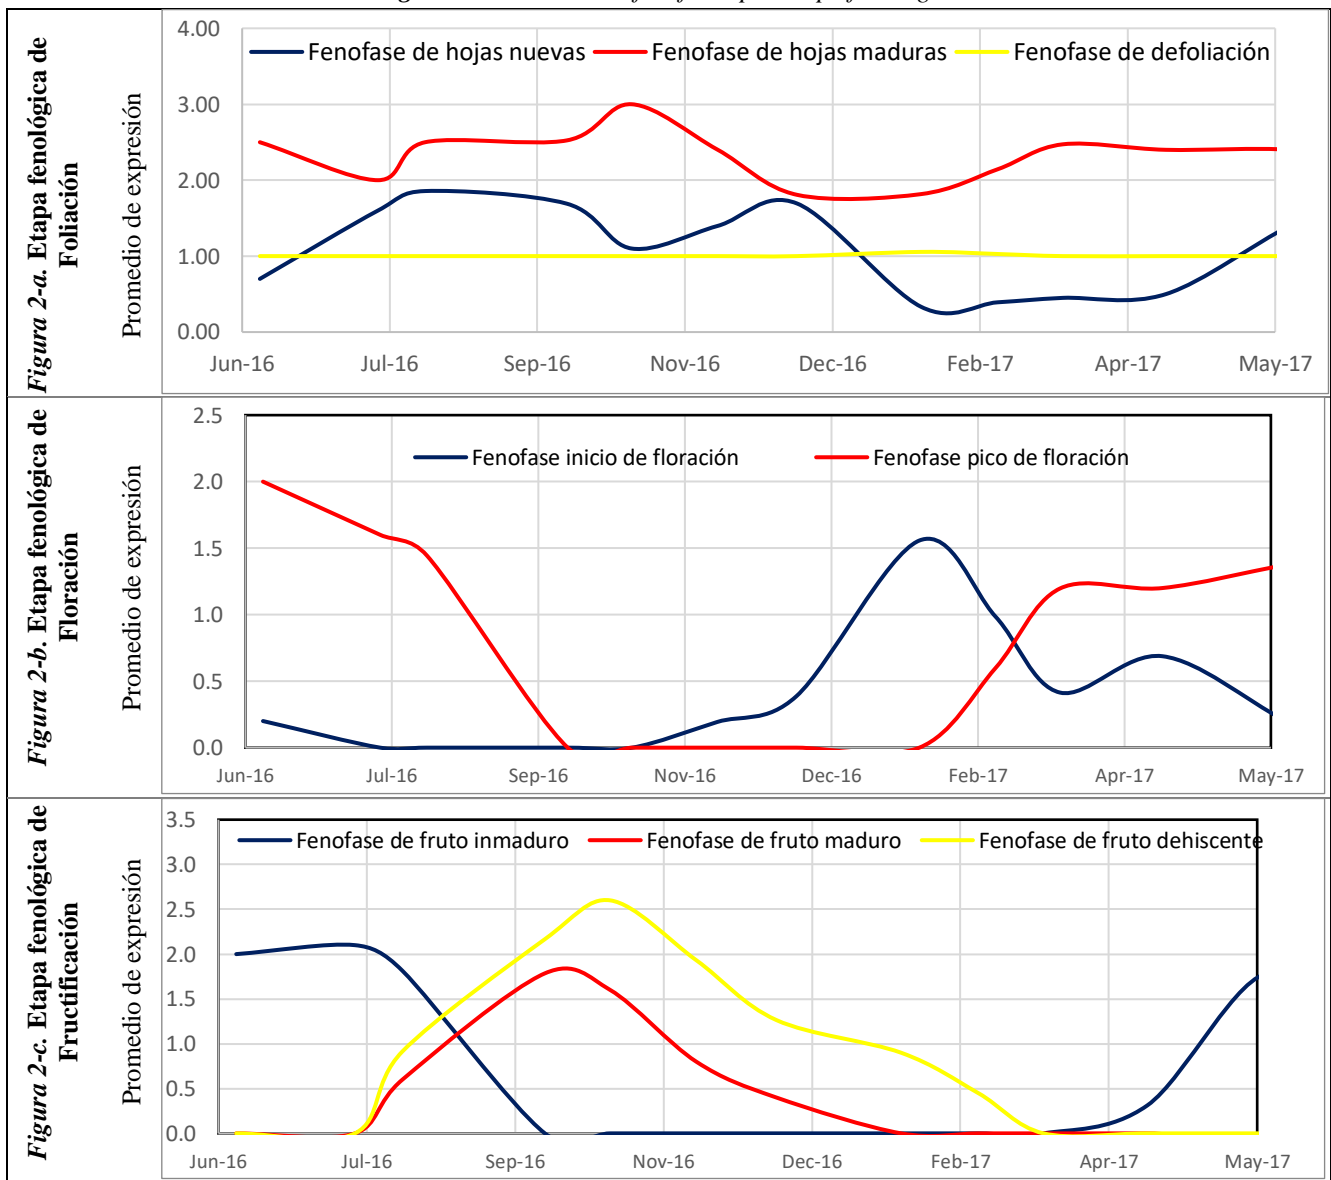 Figura 2-a. Etapa fenológica de
Foliación
Promedio de expresión
4.00
3.00
2.00
1.00
0.00
Fenofase de hojas nuevas
Fenofase de hojas maduras
Fenofase de defoliación
Jun-16 Jul-16 Sep-16 Nov-16 Dec-16 Feb-17 Apr-17 May-17
Figura 2-b. Etapa fenológica de
Floración
Promedio de expresión
2.5
2.0
1.5
1.0
0.5
0.0
Fenofase inicio de floración
Fenofase pico de floración
Jun-16 Jul-16 Sep-16 Nov-16 Dec-16 Feb-17 Apr-17 May-17
Figura 2-c. Etapa fenológica de
Fructificación
Promedio de expresión
3.5
3.0
2.5
2.0
1.5
1.0
0.5
0.0
Fenofase de fruto inmaduro
Fenofase de fruto maduro
Fenofase de fruto dehiscente
Jun-16 Jul-16 Sep-16 Nov-16 Dec-16 Feb-17 Apr-17 May-17